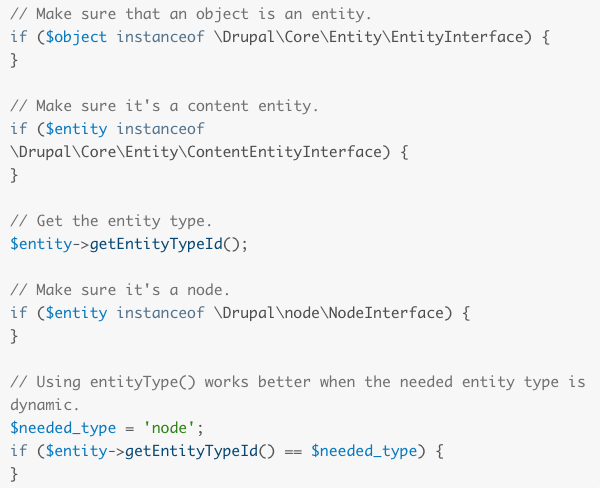 // Make sure that an object is an entity.
if ($object instanceof \Drupal\Core\Entity\EntityInterface) {
}

// Make sure it's a content entity.
if ($entity instanceof
\Drupal\Core\Entity\ContentEntityInterface) {
}

// Get the entity type.
$entity->getEntityTypeId();

// Make sure it's a node.
if ($entity instanceof \Drupal\node\NodeInterface) {
}

// Using entityType() works better when the needed entity type is
dynamic.
$needed_type = 'node';
if ($entity->getEntityTypeId() == $needed_type) {
}